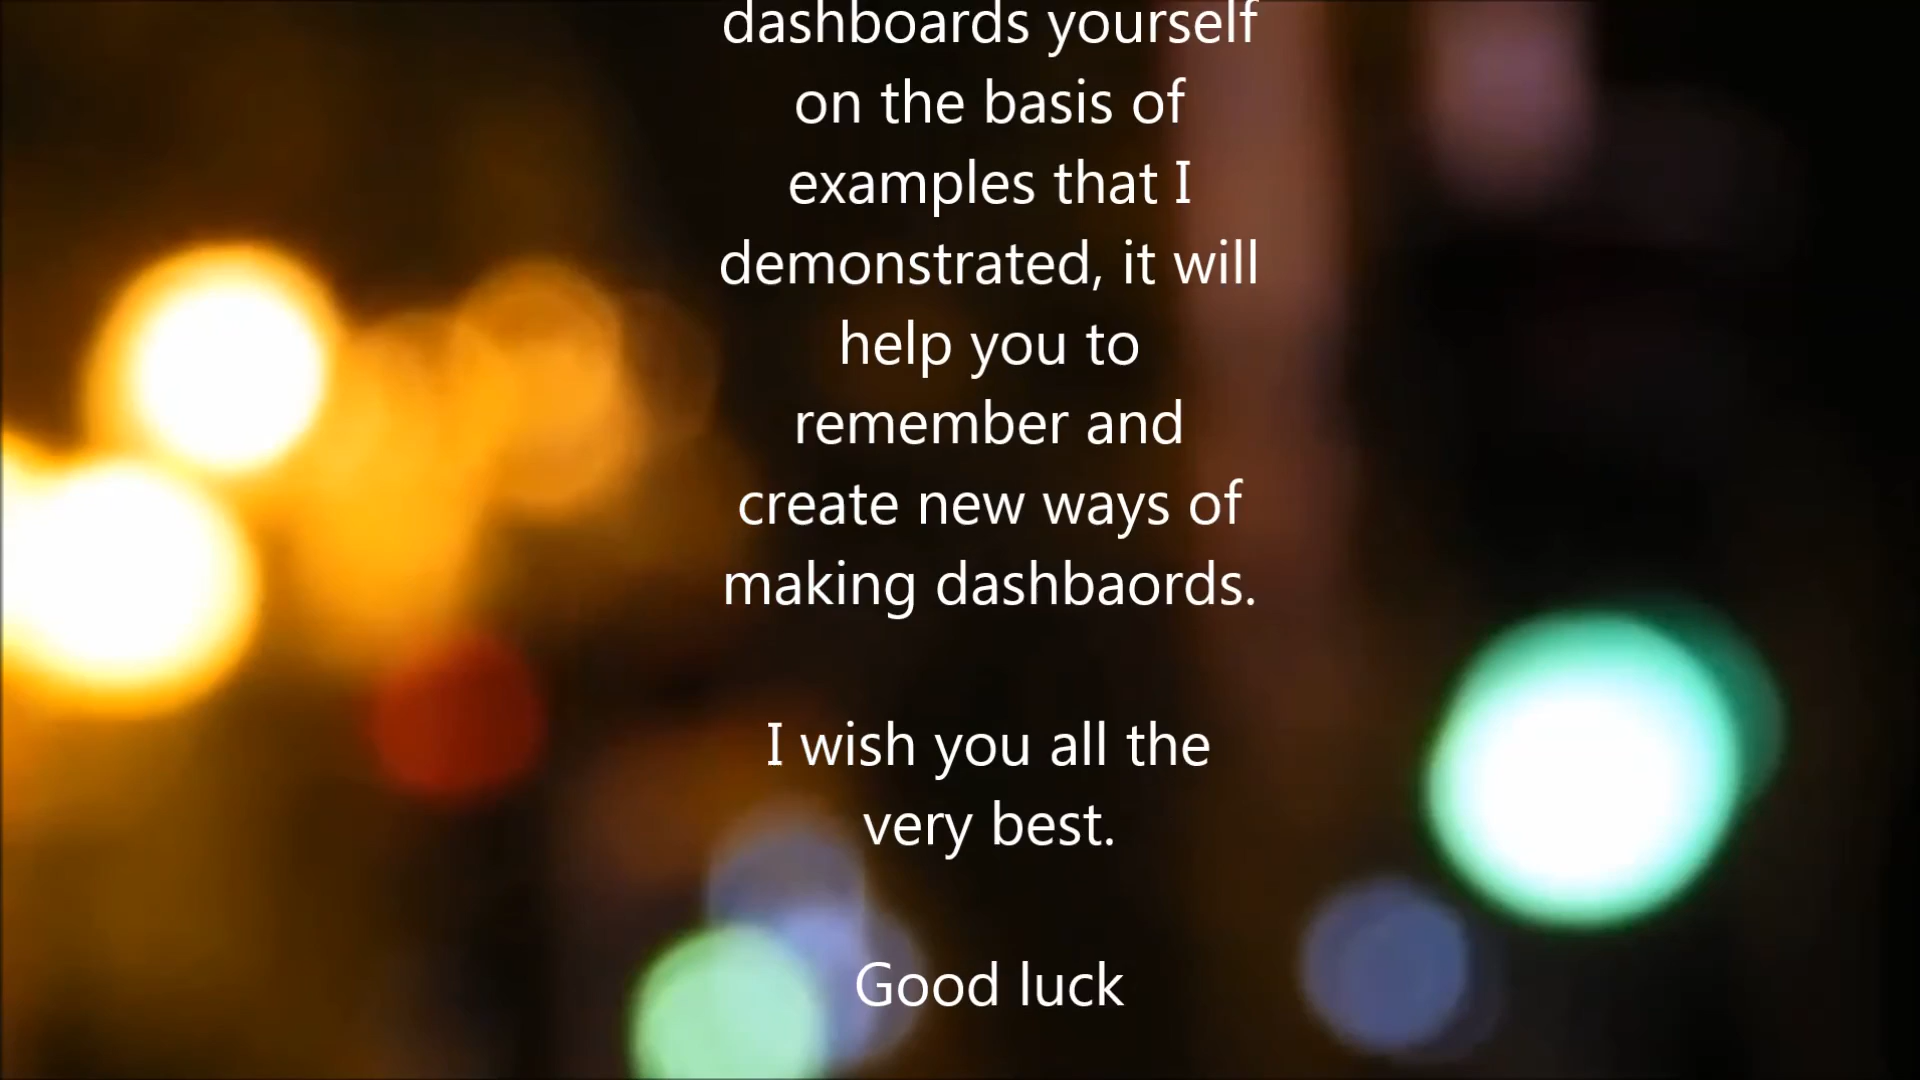 dashboards yourself
on the basis of
examples that I
demonstrated, it will
help you to
remember and
create new ways of
making dashbaords.
I wish you all the
very best.
Good luck